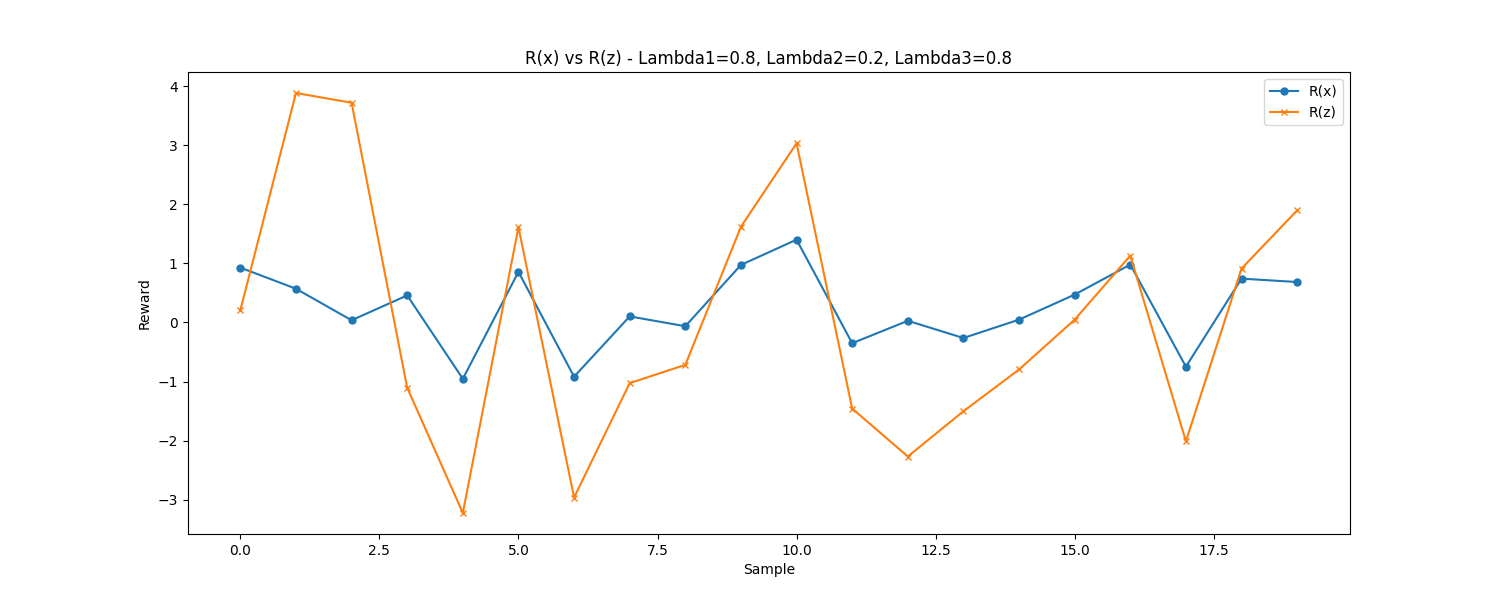 R(x) vs R(z) - Lambda1=0.8, Lambda2=0.2, Lambda3=0.8
R(x)
R(z)
Reward
4
3
2
1
0
−1
−2
−3
0.0 2.5 5.0 7.5 10.0 12.5 15.0 17.5
Sample